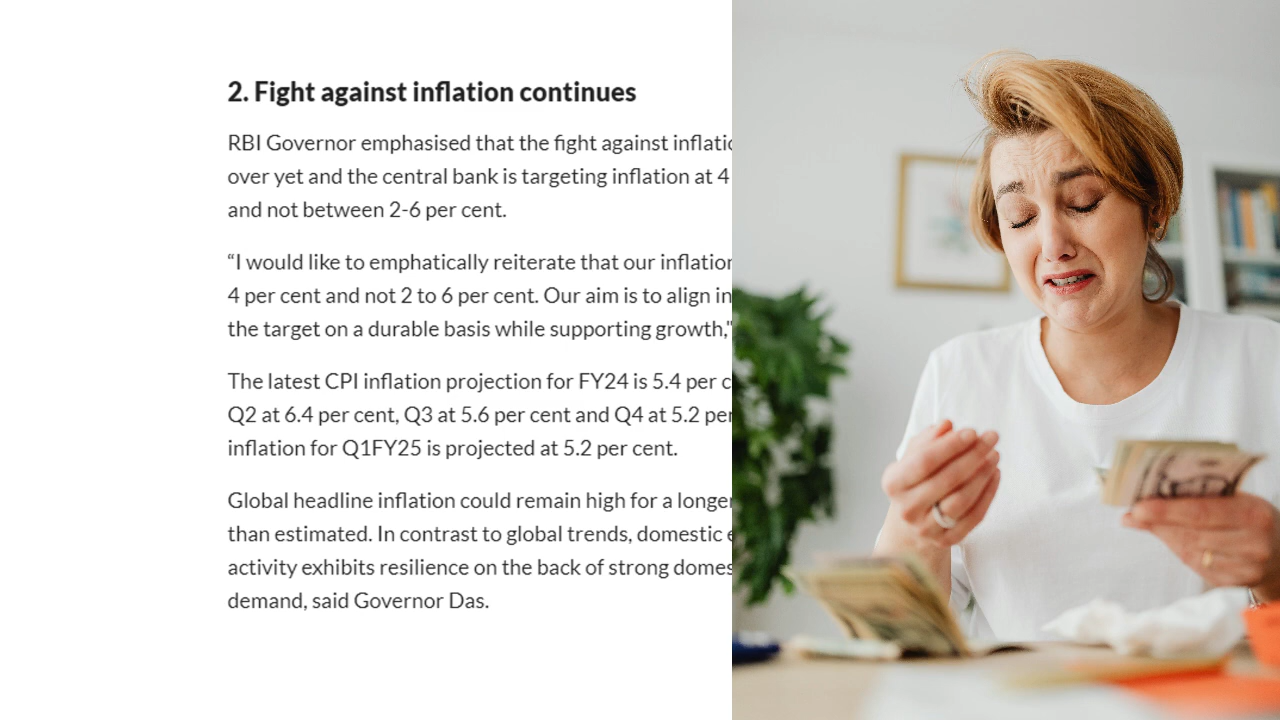 2. Fight against inflation continues
RBI Governor emphasised that the fight against
over yet and the central bank is targeting inflation at 4
and not between 2-6 per cent.
“I would like to emphatically reiterate that our
4 per cent and not 2 to 6 per cent. Our aim is to align
the target on a durable basis while supporting growth,"
The latest CPI inflation projection for FY24 is 5.4 per
Q2 at 6.4 per cent, Q3 at 5.6 per cent and Q4 at 5.2
inflation for Q1FY25 is projected at 5.2 per cent.
Global headline inflation could remain high for a longer
than estimated. In contrast to global trends, domestic
activity exhibits resilience on the back of strong
demand, said Governor Das.